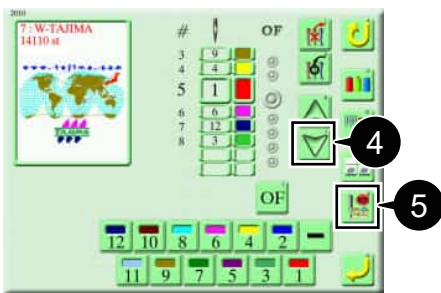 2010
7 : W-TAJIMA
14110 st
www.tajima.com
TAJIMA
# OF
3 9
4 4
5 1
6 6
7 12
8 3
4
5
OF
12 10 8 6 4 2
11 9 7 5 3 1